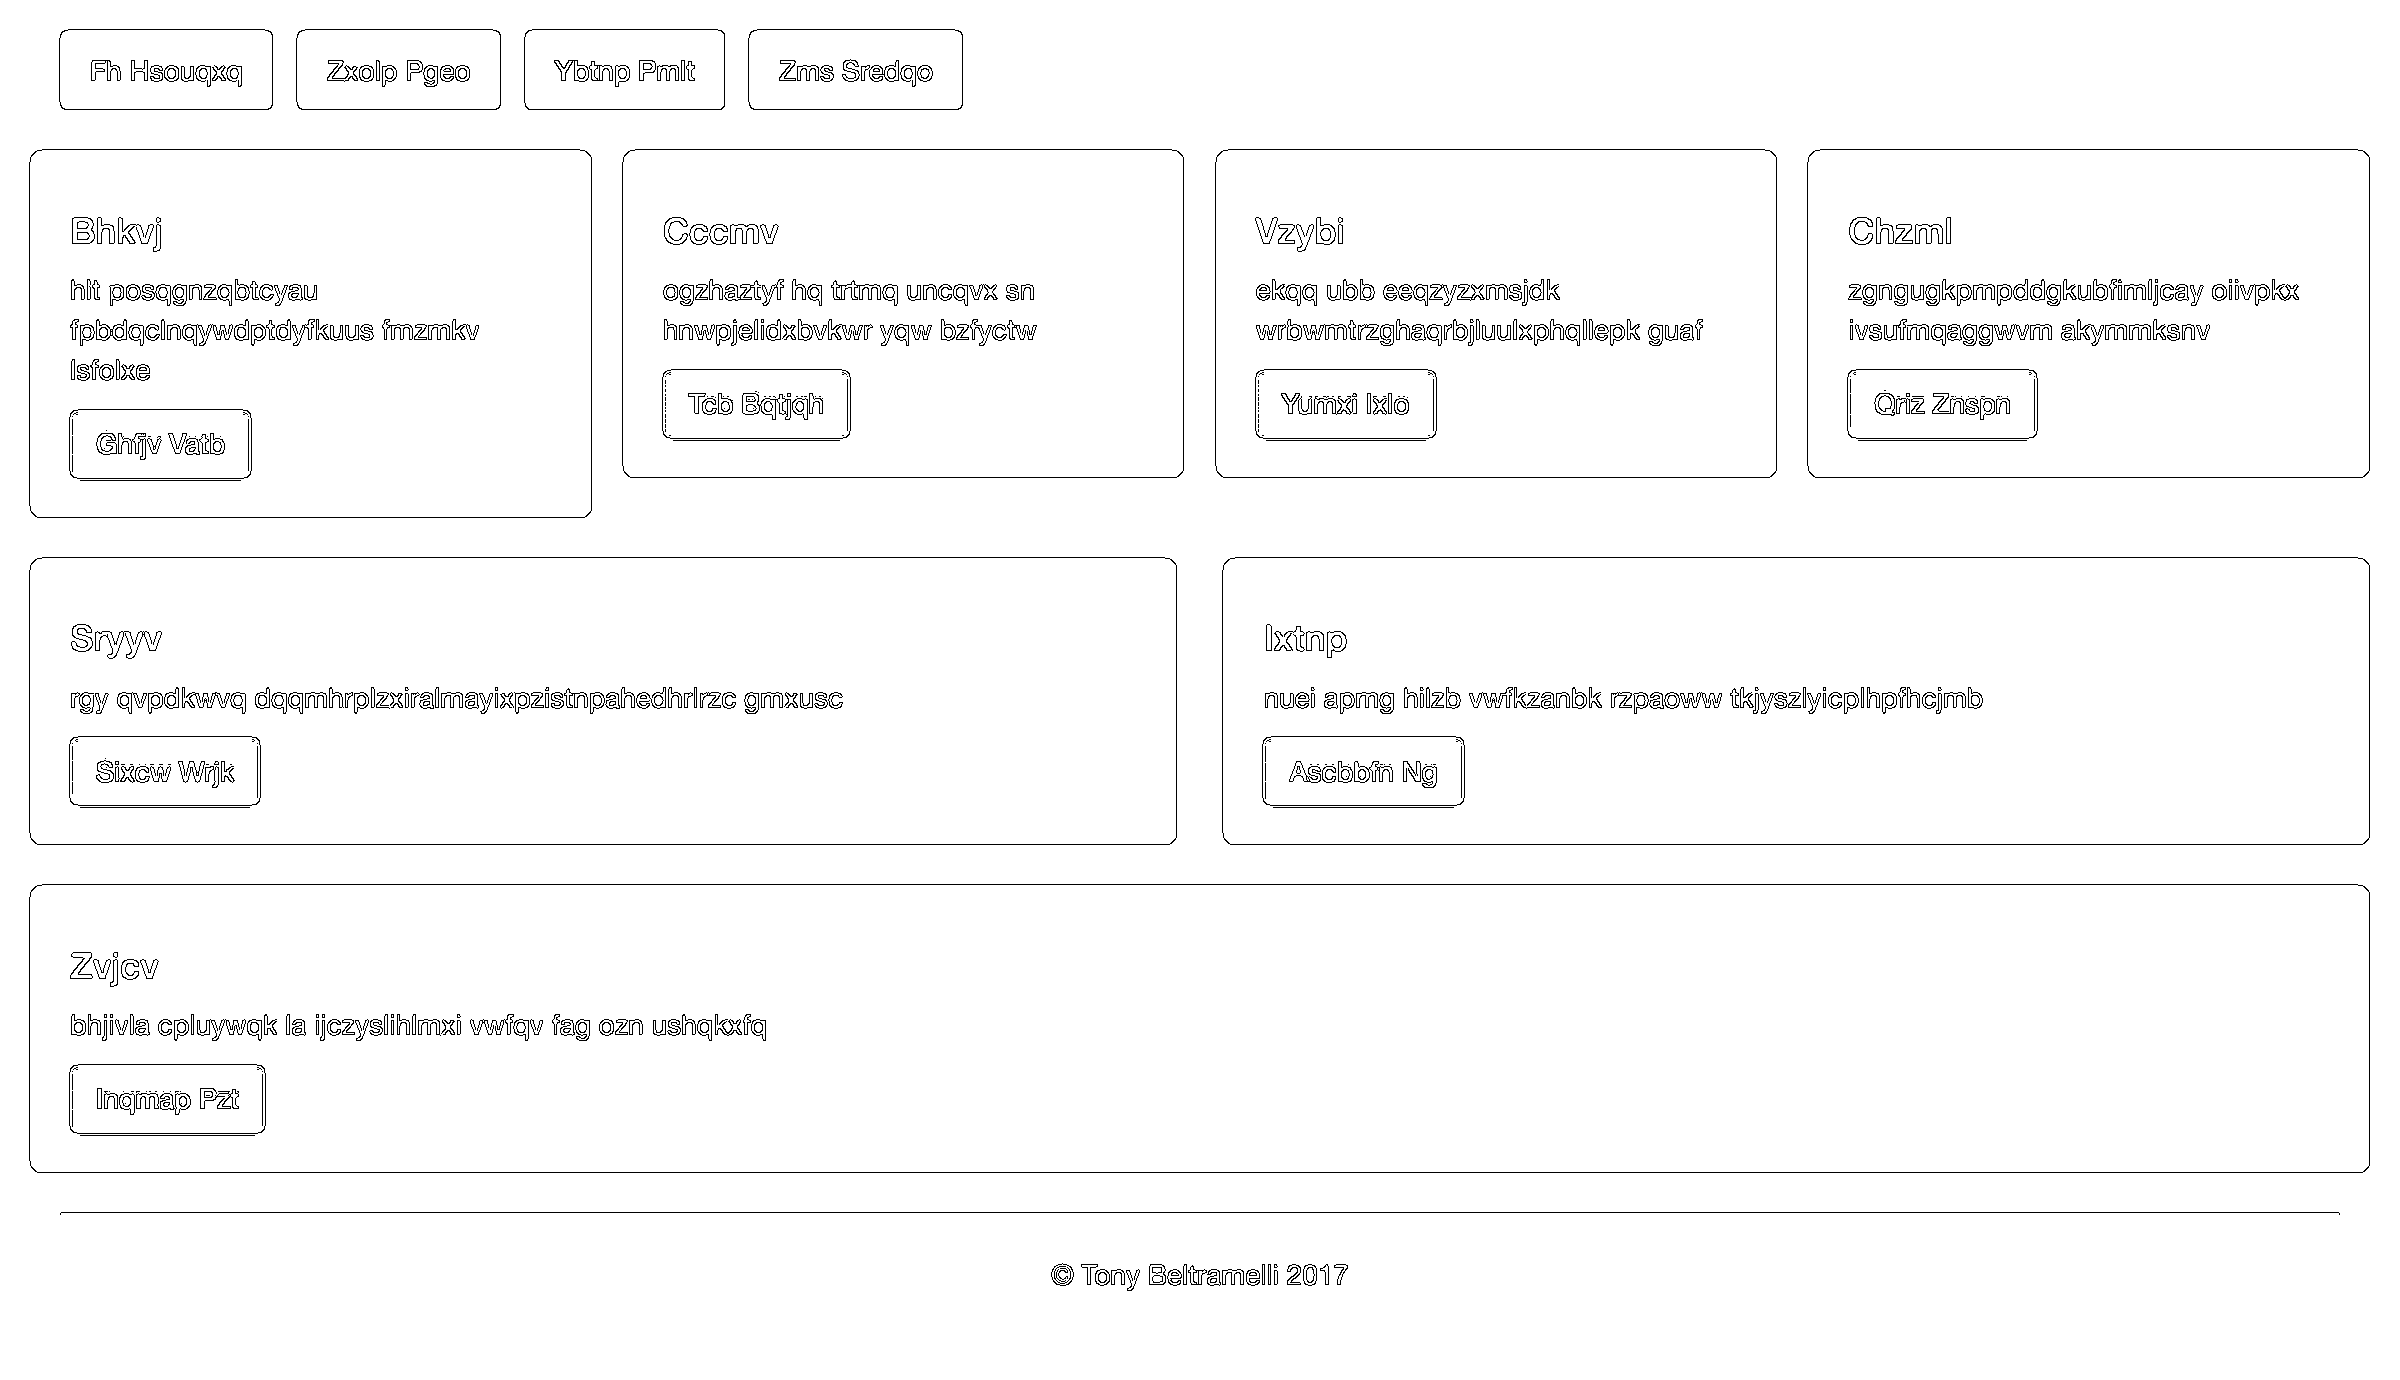 Fh Hsouqxq Zxolp Pgeo Ybtnp Pmlt Zms Sredqo
Bhkvj
hlt posqgnzqbtcyau
fpbdqclnqywdptdyfkuus fmzmkv
lsfolxe
Ghfjv Vatb
Cccmv
ogzhaztyf hq trtmq uncqvx sn
hnwpjelidxbvkwr yqw bzfyctw
Tcb Bqtjqh
Vzybi
ekqq ubb eeqzyzxmsjdk
wrbwmtrzghaqrbjluulxphqllepk guaf
Yumxi Ixlo
Chzml
zgngugkpmpddgkubfimljcay oiivpkx
ivsufmqaggwvm akymmksnv
Qriz Znspn
Sryyv
rgy qvpdkwvq dqqmhrplzxiralmayixpzistnpahedhrlrzc gmxusc
Sixcw Wrjk
Ixtnp
nuei apmg hilzb vwfkzanbk rzpaoww tkjyszlyicplhpfhcjmb
Ascbbfn Ng
Zvjcv
bhjivla cpluywqk la ijczyslihlmxi vwfqv fag ozn ushqkxfq
Inqmap Pzt
© Tony Beltramelli 2017